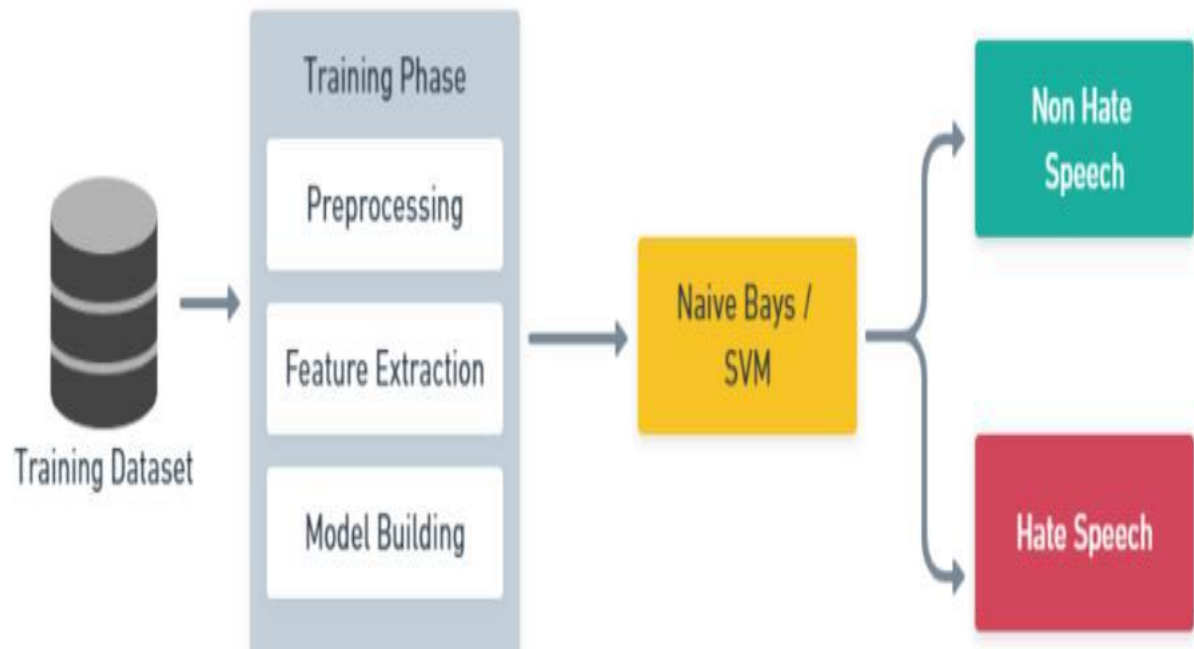 Training Dataset
Training Phase
Preprocessing
Feature Extraction
Model Building
Naive Bays /
SVM
Non Hate
Speech
Hate Speech